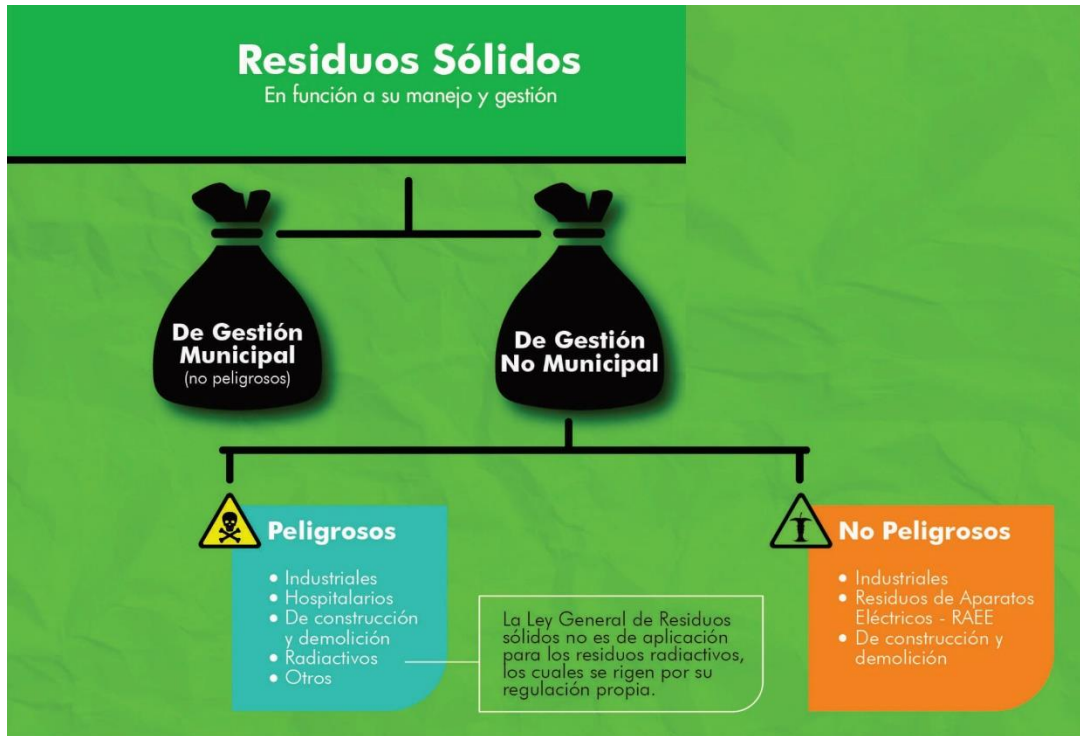 Residuos Sólidos
En función a su manejo y gestión
De Gestión
Municipal
(no peligrosos)
De Gestión
No Municipal
Peligrosos
• Industriales
• Hospitalarios
• De construcción
y demolición
• Radiactivos
• Otros
La Ley General de Residuos
sólidos no es de aplicación
para los residuos radiactivos,
los cuales se rigen por su
regulación propia.
No Peligrosos
• Industriales
• Residuos de Aparatos
Eléctricos - RAEE
• De construcción y
demolición